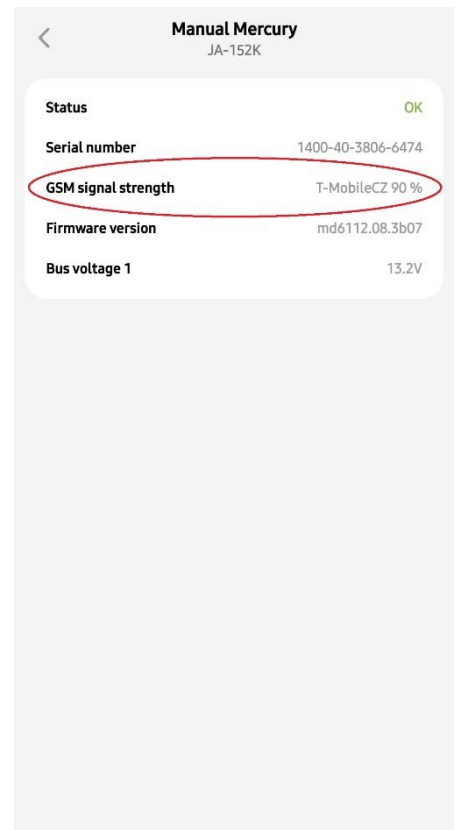 Manual Mercury
JA-152K
Status OK
Serial number 1400-40-3806-6474
GSM signal strength T-MobileCZ 90 %
Firmware version md6112.08.3b07
Bus voltage 1 13.2V